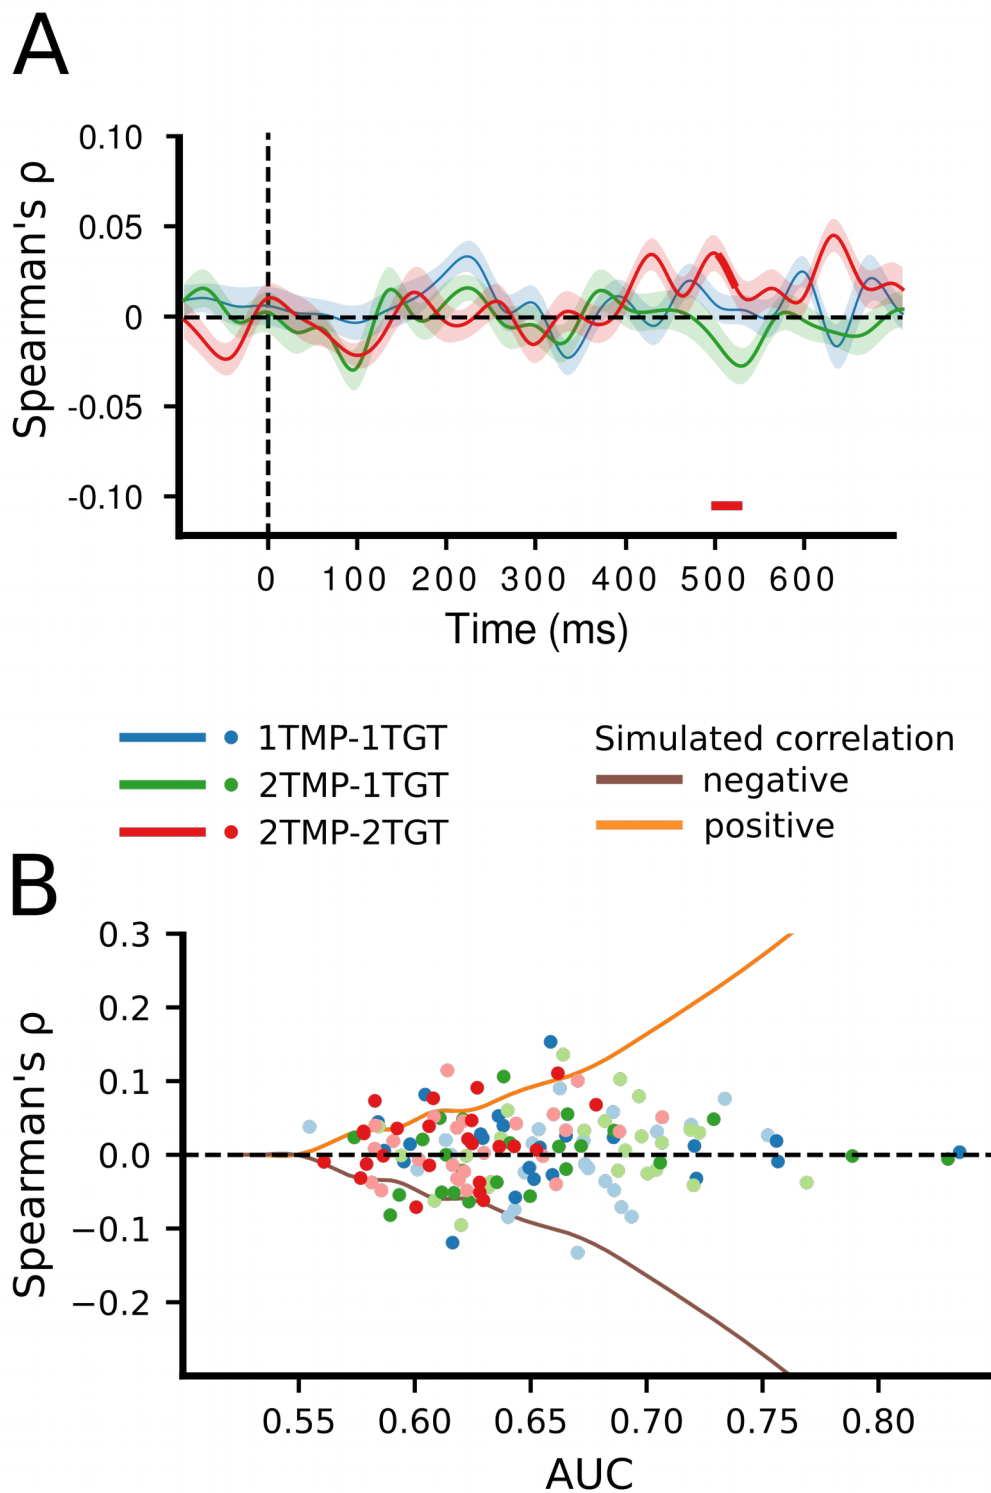 A
Spearman's ρ
0.10
0.05
0
-0.05
-0.10
0 100 200 300 400 500 600
Time (ms)
1TMP-1TGT
2TMP-1TGT
2TMP-2TGT
Simulated correlation
negative
positive
B
Spearman's ρ
0.3
0.2
0.1
0.0
−0.1
−0.2
0.55 0.60 0.65 0.70 0.75 0.80
AUC